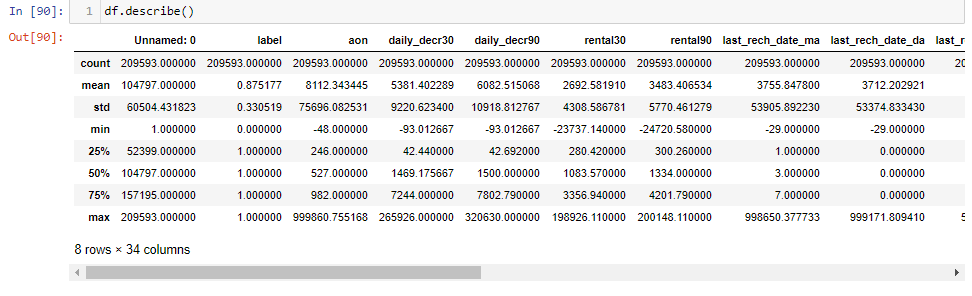 In [90]: 1 df.describe()
Out[90]:
Unnamed: 0 label aon daily_decr30 daily_decr90 rental30 rental90 last_rech_date_ma last_rech_date_da last_r
count 209593.000000 209593.000000 209593.000000 209593.000000 209593.000000 209593.000000 209593.000000 209593.000000 209593.000000 20
mean 104797.000000 0.875177 8112.343445 5381.402289 6082.515068 2692.581910 3483.406534 3755.847800 3712.202921
std 60504.431823 0.330519 75696.082531 9220.623400 10918.812767 4308.586781 5770.461279 53905.892230 53374.833430
min 1.000000 0.000000 -48.000000 -93.012667 -93.012667 -23737.140000 -24720.580000 -29.000000 -29.000000
25% 52399.000000 1.000000 246.000000 42.440000 42.692000 280.420000 300.260000 1.000000 0.000000
50% 104797.000000 1.000000 527.000000 1469.175667 1500.000000 1083.570000 1334.000000 3.000000 0.000000
75% 157195.000000 1.000000 982.000000 7244.000000 7802.790000 3356.940000 4201.790000 7.000000 0.000000
max 209593.000000 1.000000 999860.755168 265926.000000 320630.000000 198926.110000 200148.110000 998650.377733 999171.809410 5
8 rows × 34 columns